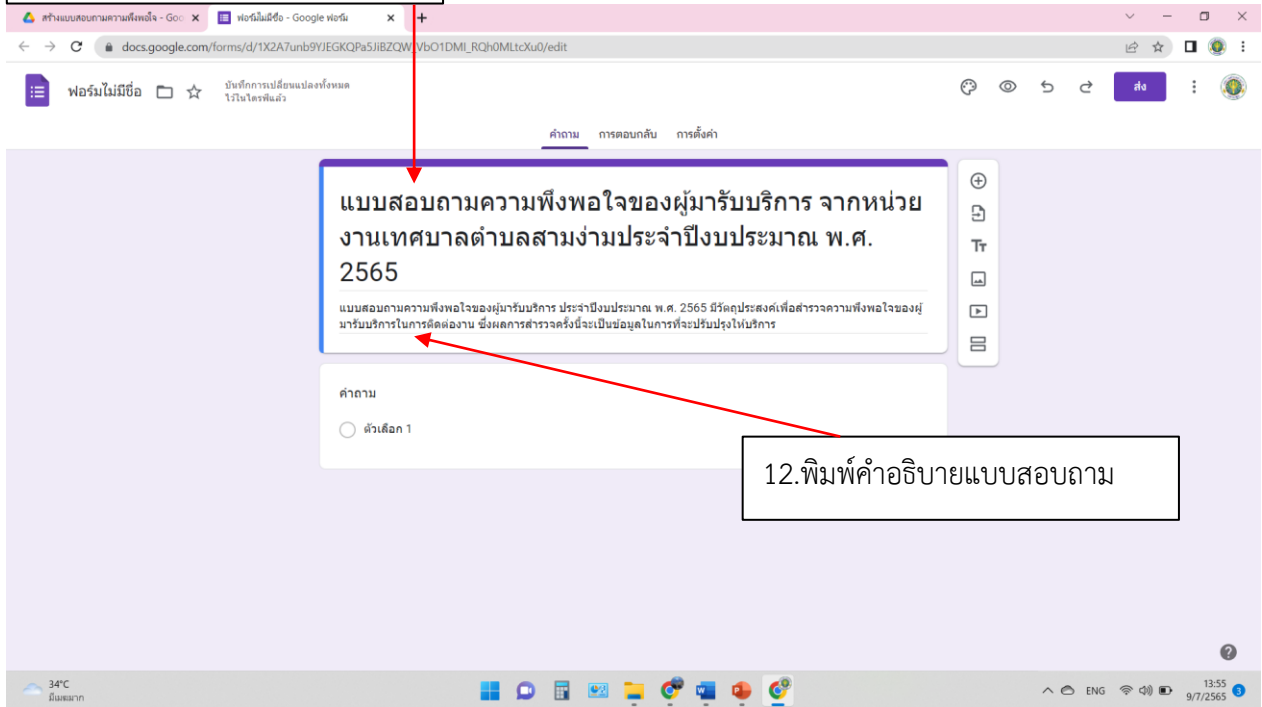 สร้างแบบสอบถามความพึงพอใจ - Goo
ฟอร์มไม่มีชื่อ - Google ฟอร์ม
docs.google.com/forms/d/1X2A7unb9YJEGKQPa5JiBZQW_VbO1DMI_RQh0MLtcXu0/edit
ฟอร์มไม่มีชื่อ
บันทึกการเปลี่ยนแปลงทั้งหมด
ไว้ในไดรฟ์แล้ว
ส่ง
คำถาม การตอบกลับ การตั้งค่า
แบบสอบถามความพึงพอใจของผู้มารับบริการ จากหน่วย
งานเทศบาลตำบลสามง่ามประจำปีงบประมาณ พ.ศ.
2565
แบบสอบถามความพึงพอใจของผู้มารับบริการ ประจำปีงบประมาณ พ.ศ. 2565 มีวัตถุประสงค์เพื่อสำรวจความพึงพอใจของผู้
มารับบริการในการติดต่องาน ซึ่งผลการสำรวจครั้งนี้จะเป็นข้อมูลในการที่จะปรับปรุงให้บริการ
คำถาม
ตัวเลือก 1
12.พิมพ์คำอธิบายแบบสอบถาม
34°C
มีเมฆมาก
ENG
13:55
9/7/2565
3